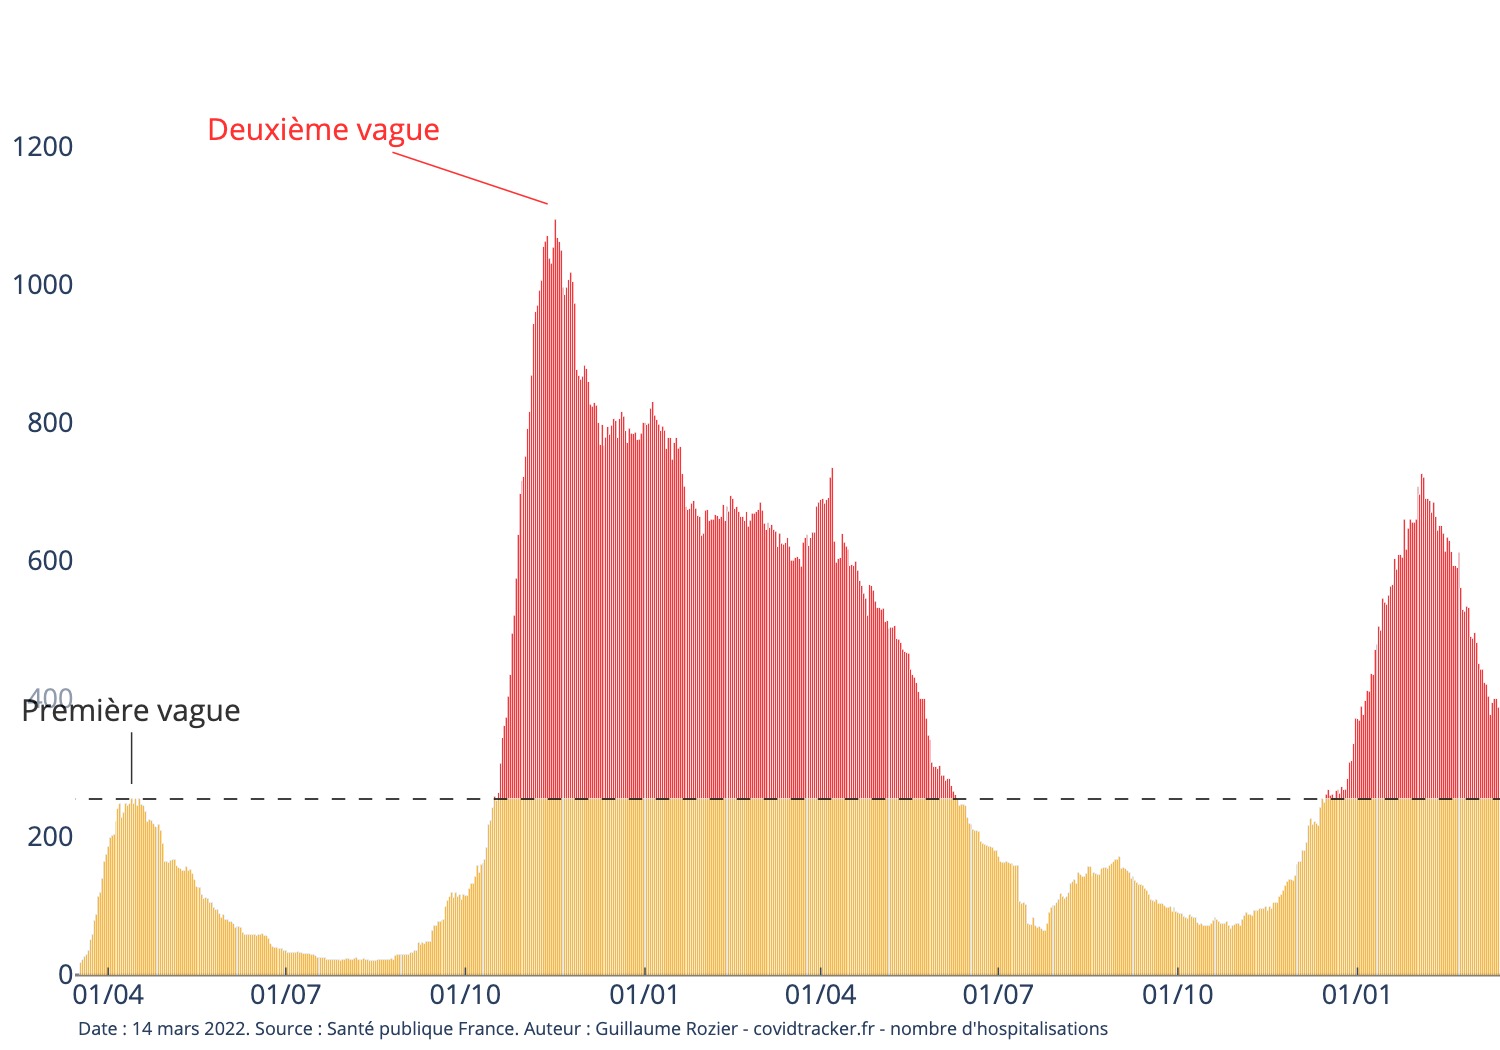 Deuxième vague
1200
1000
800
600
400
Première vague
200
0
01/04 01/07 01/10 01/01 01/04 01/07 01/10 01/01
Date : 14 mars 2022. Source : Santé publique France. Auteur : Guillaume Rozier - covidtracker.fr - nombre d'hospitalisations